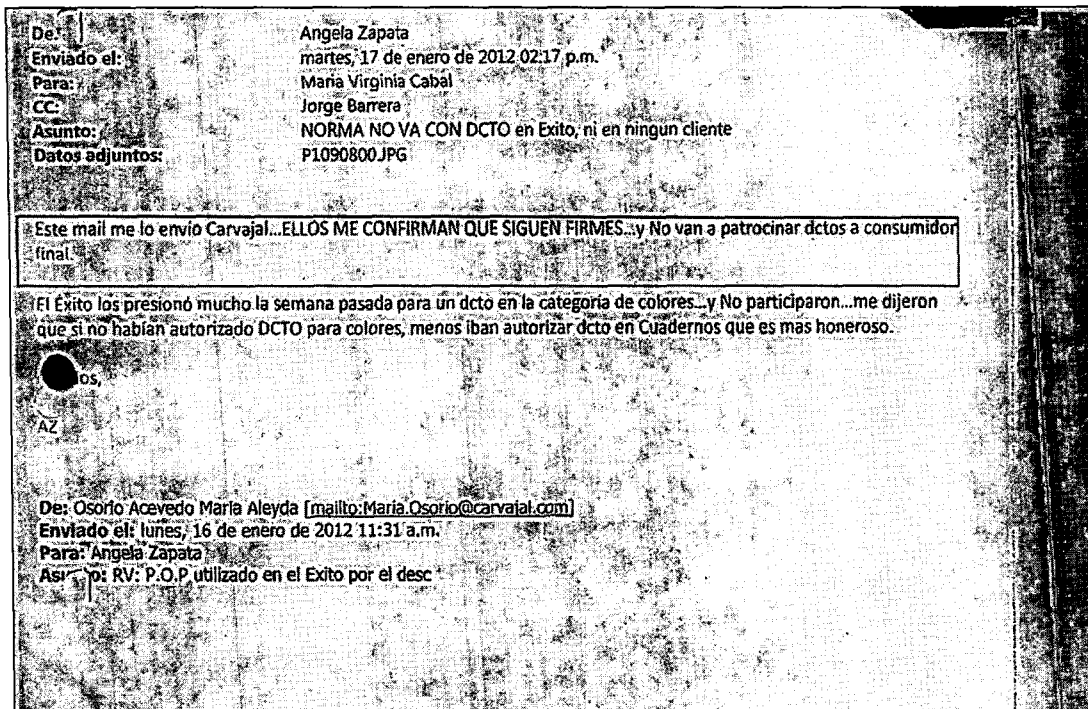 De: Angela Zapata
Enviado el: martes, 17 de enero de 2012 02:17 p.m.
Para: Maria Virginia Cabal
CC: Jorge Barrera
Asunto: NORMA NO VA CON DCTO en Exito, ni en ningun cliente
Datos adjuntos: P1090800.JPG
Este mail me lo envío Carvajal...ELLOS ME CONFIRMAN QUE SIGUEN FIRMES...y No van a patrocinar dctos a consumidor
final.
El Éxito los presionó mucho la semana pasada para un dcto en la categoría de colores...y No participaron...me dijeron
que si no habían autorizado DCTO para colores, menos iban autorizar dcto en Cuadernos que es mas honeroso.
os,
AZ
De: Osorio Acevedo Maria Aleyda [mailto:Maria.Osorio@carvajal.com]
Enviado el: lunes, 16 de enero de 2012 11:31 a.m.
Para: Angela Zapata
Asunto: RV: P.O.P utilizado en el Exito por el desc